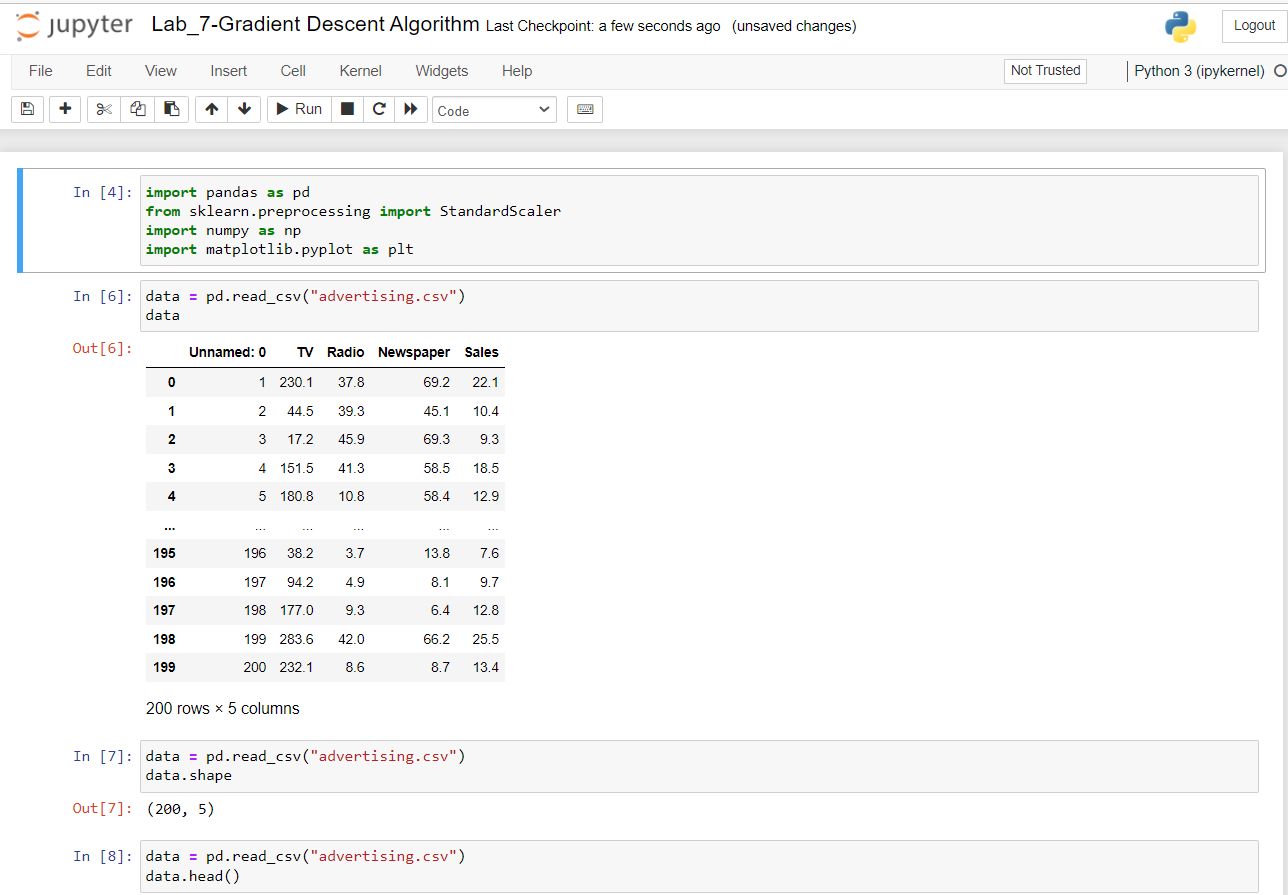 jupyter Lab_7-Gradient Descent Algorithm Last Checkpoint: a few seconds ago (unsaved changes) Logout
File Edit View Insert Cell Kernel Widgets Help Not Trusted Python 3 (ipykernel)
Run Code
In [4]: import pandas as pd
from sklearn.preprocessing import StandardScaler
import numpy as np
import matplotlib.pyplot as plt
In [6]: data = pd.read_csv("advertising.csv")
data
Out[6]: Unnamed: 0 TV Radio Newspaper Sales
0 1 230.1 37.8 69.2 22.1
1 2 44.5 39.3 45.1 10.4
2 3 17.2 45.9 69.3 9.3
3 4 151.5 41.3 58.5 18.5
4 5 180.8 10.8 58.4 12.9
... ... ... ... ... ...
195 196 38.2 3.7 13.8 7.6
196 197 94.2 4.9 8.1 9.7
197 198 177.0 9.3 6.4 12.8
198 199 283.6 42.0 66.2 25.5
199 200 232.1 8.6 8.7 13.4
200 rows × 5 columns
In [7]: data = pd.read_csv("advertising.csv")
data.shape
Out[7]: (200, 5)
In [8]: data = pd.read_csv("advertising.csv")
data.head()